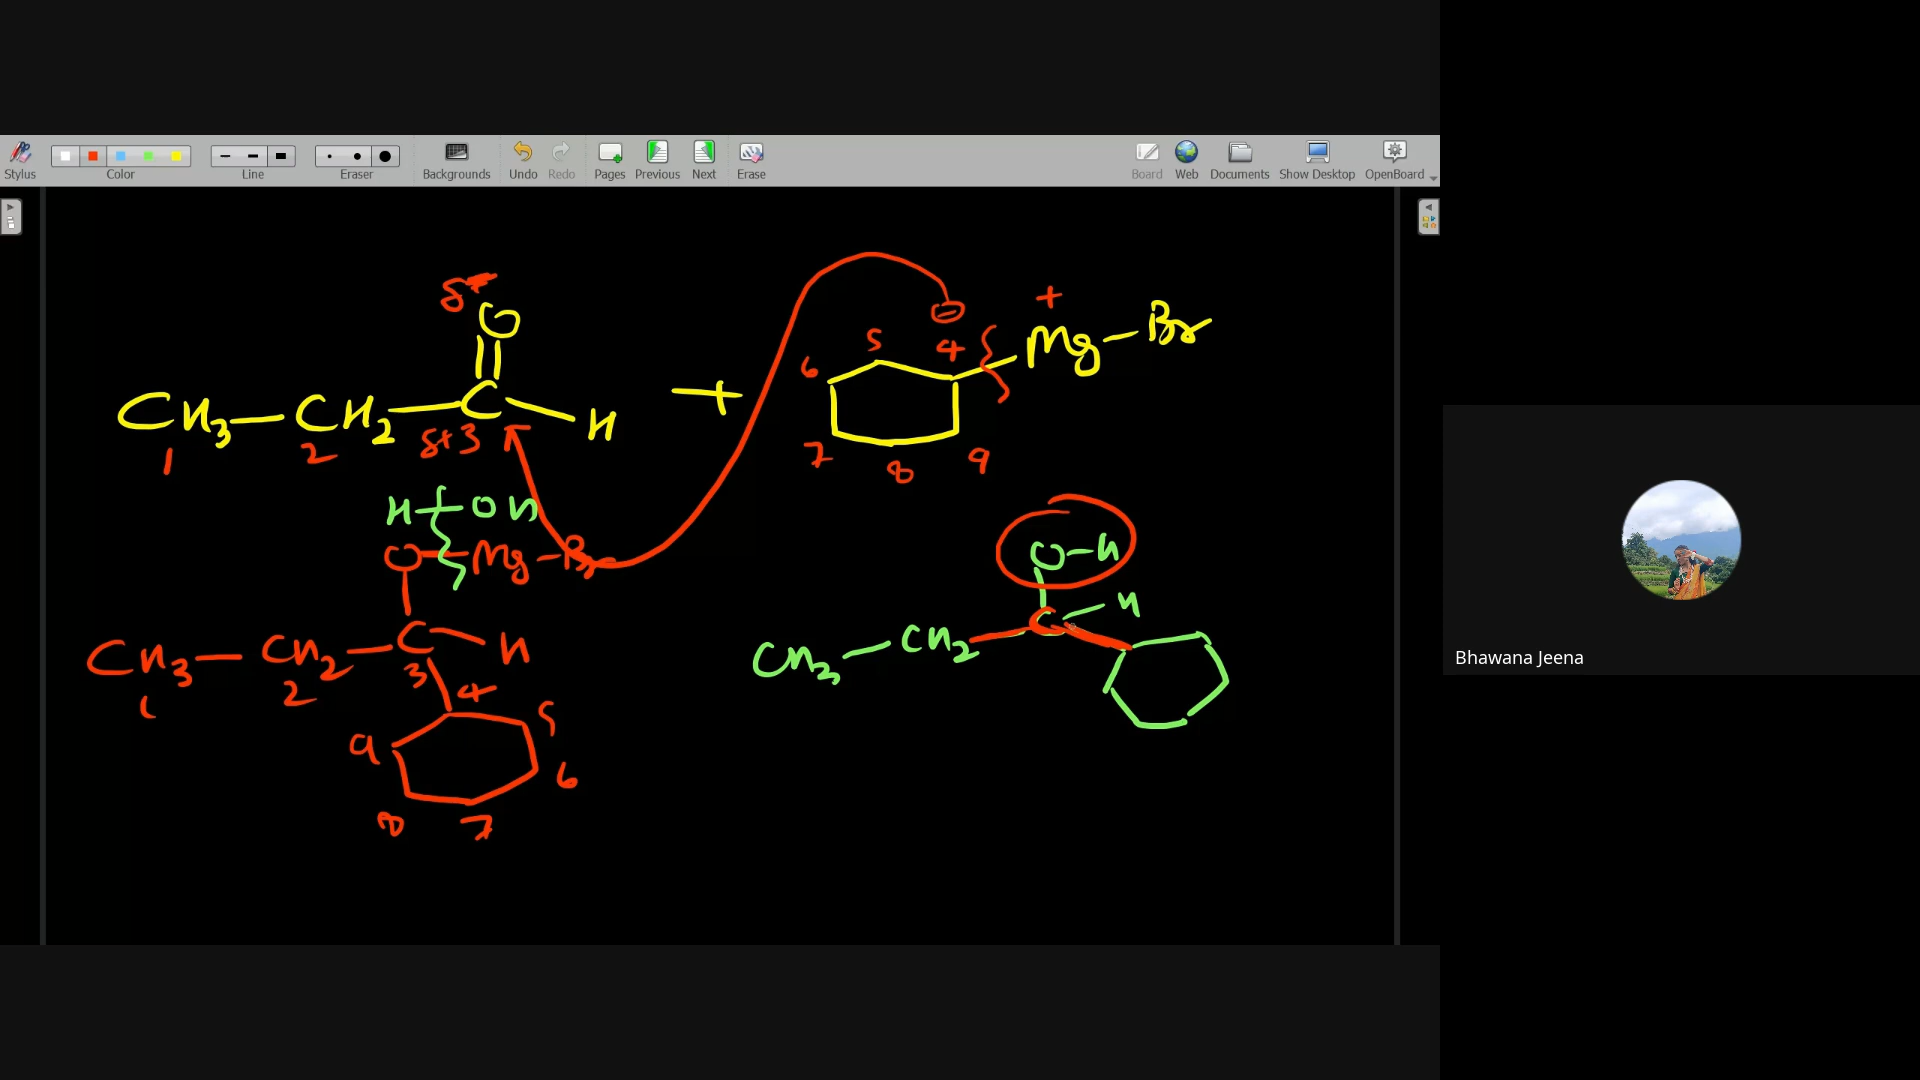 Stylus Color Line Eraser Backgrounds Undo Redo Pages Previous Next Erase Board Web Documents Show Desktop OpenBoard
δ-
O
||
CH3—CH2—C—H
1 2 δ+ 3
+
+
⊖
5 4 Mg—Br
6
7 8 9
H—OH
O—Mg—Br
CH3—CH2—C—H
1 2 3
4 5
9 6
8 7
O—H
CH3—CH2—C—H
Bhawana Jeena